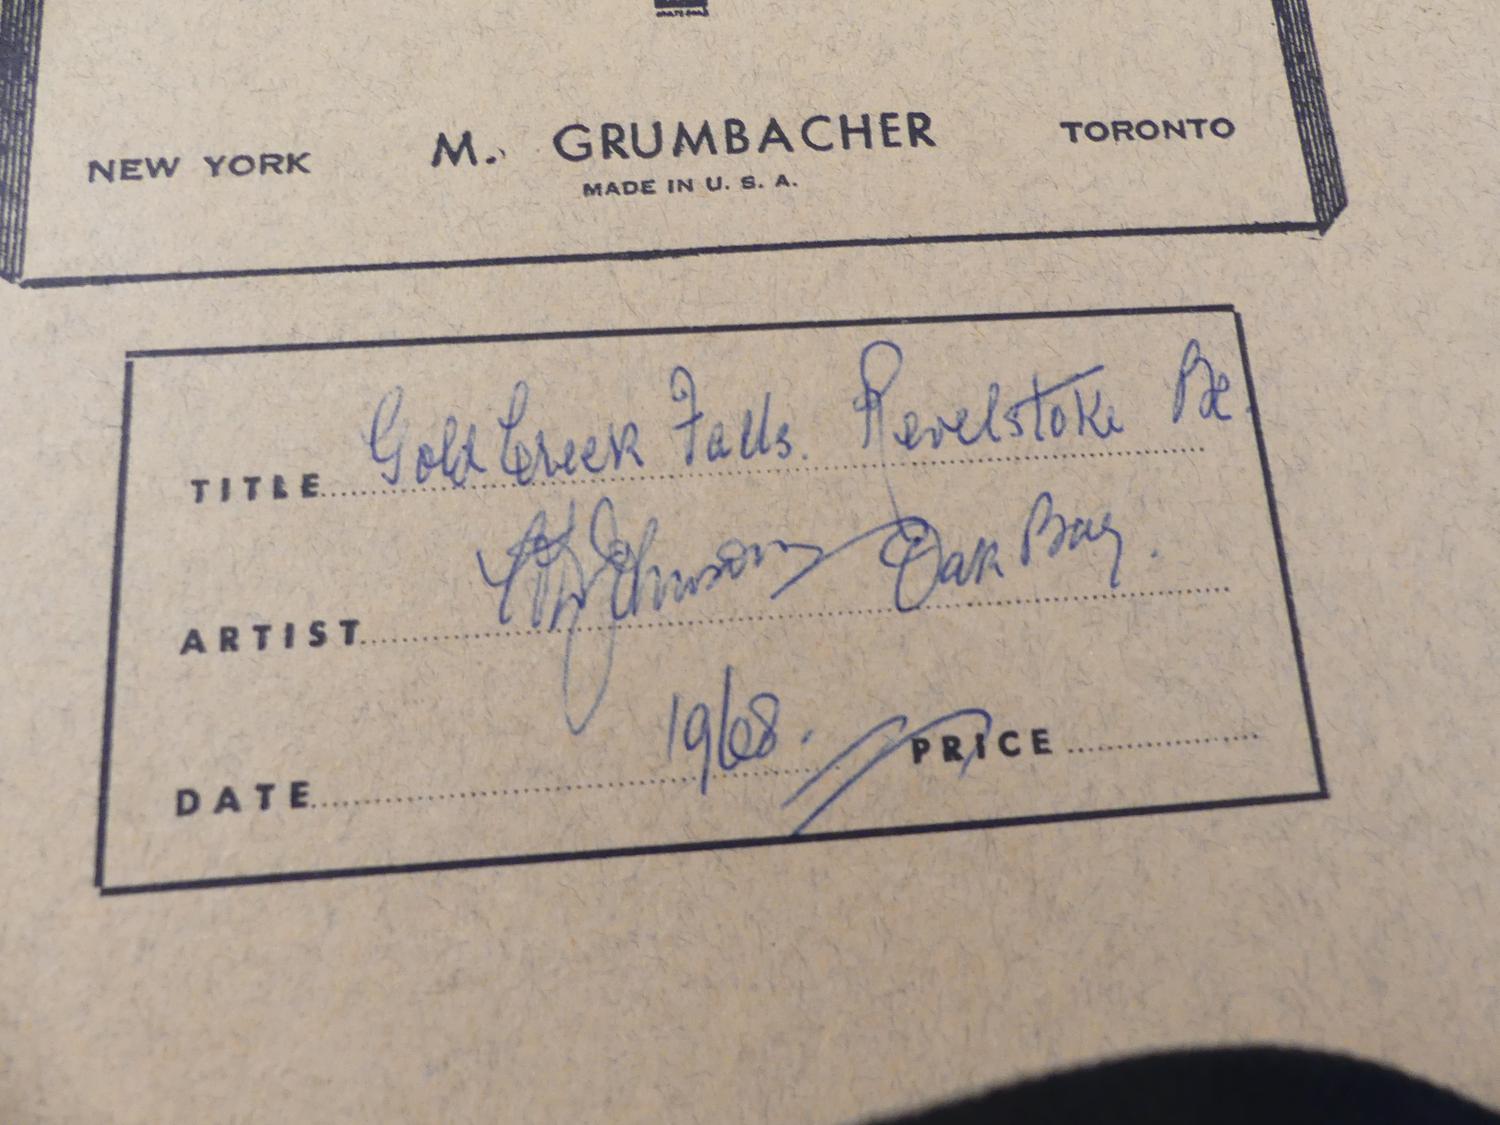 NEW YORK M. GRUMBACHER TORONTO
MADE IN U. S. A.
TITLE Gold Creek Falls. Revelstoke Bc.
ARTIST Johnson Oak Bay.
DATE 1968. PRICE